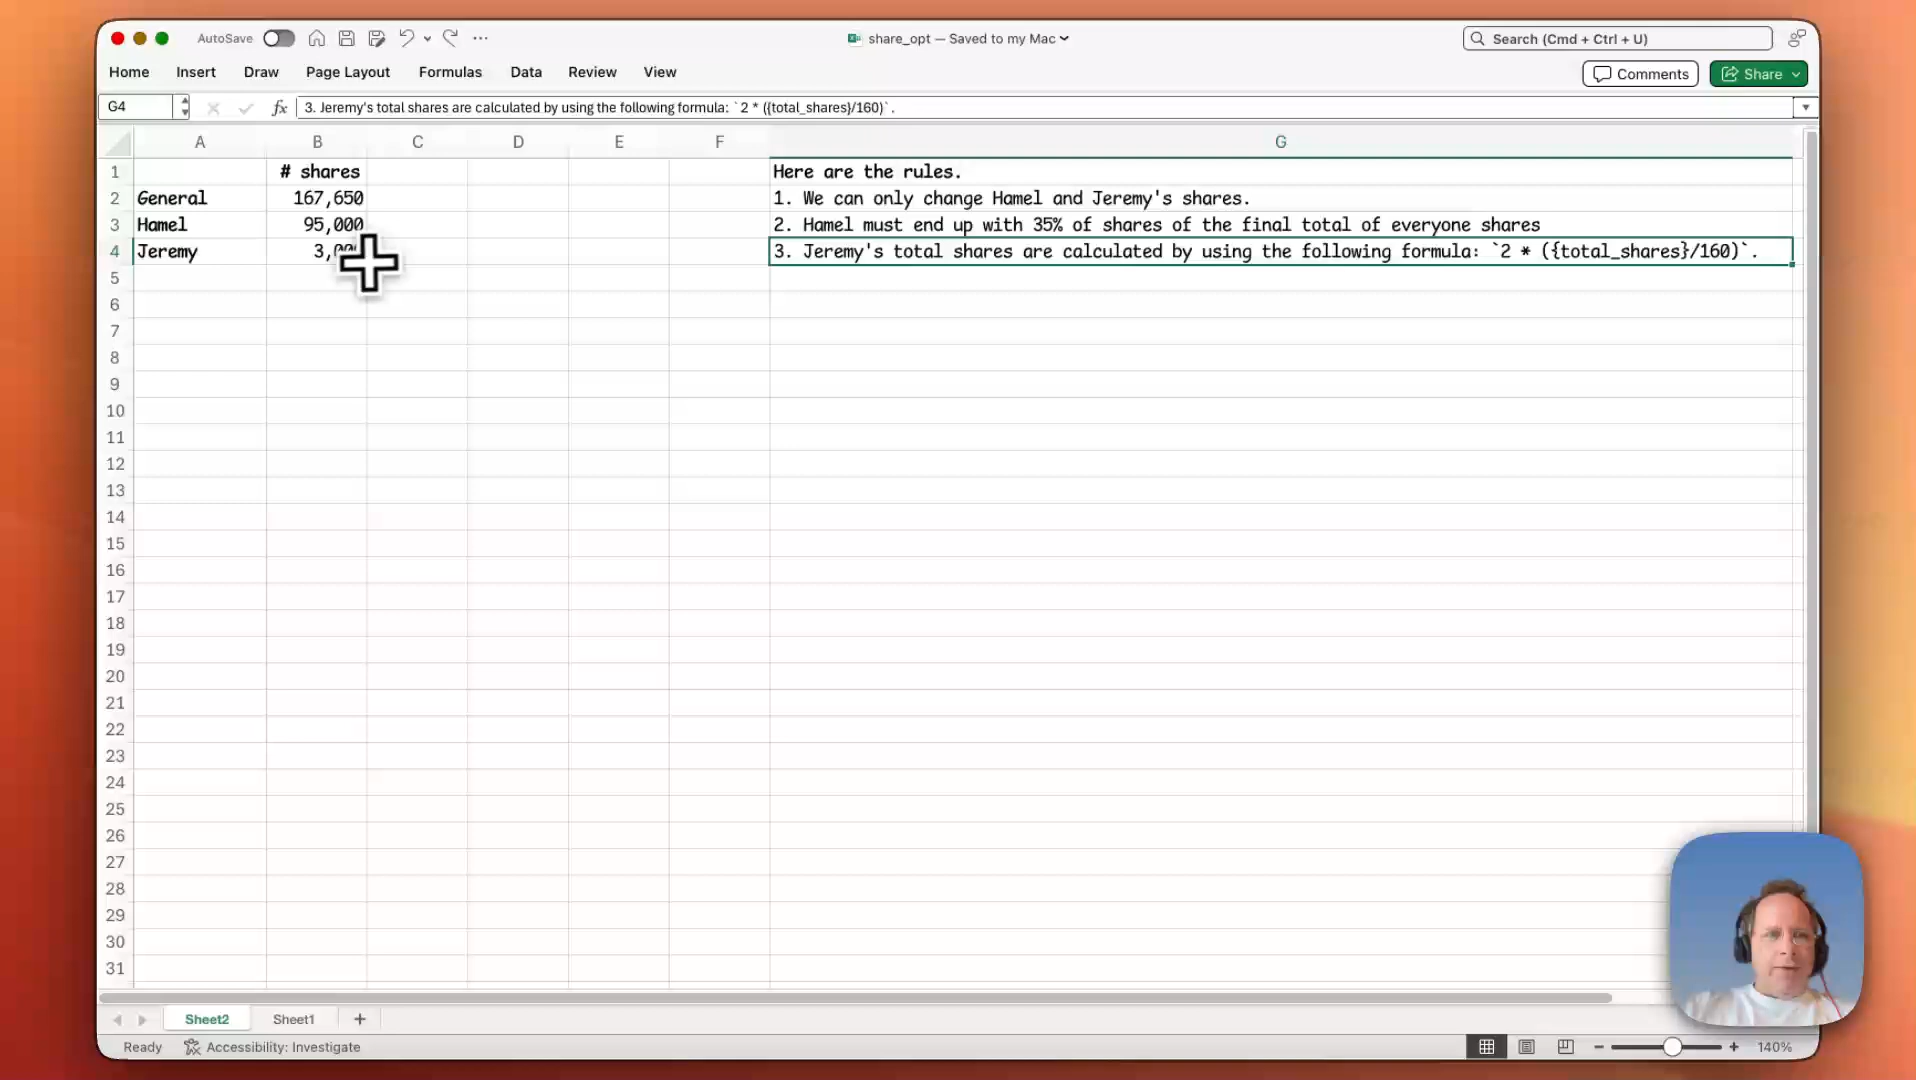 AutoSave
share_opt — Saved to my Mac
Search (Cmd + Ctrl + U)
Home Insert Draw Page Layout Formulas Data Review View
Comments
Share
G4
fx
3. Jeremy's total shares are calculated by using the following formula: `2 * ({total_shares}/160)`.
A B C D E F G
1 # shares Here are the rules.
2 General 167,650 1. We can only change Hamel and Jeremy's shares.
3 Hamel 95,000 2. Hamel must end up with 35% of shares of the final total of everyone shares
4 Jeremy 3. Jeremy's total shares are calculated by using the following formula: `2 * ({total_shares}/160)`.
5
6
7
8
9
10
11
12
13
14
15
16
17
18
19
20
21
22
23
24
25
26
27
28
29
30
31
Sheet2 Sheet1 +
Ready Accessibility: Investigate
140%